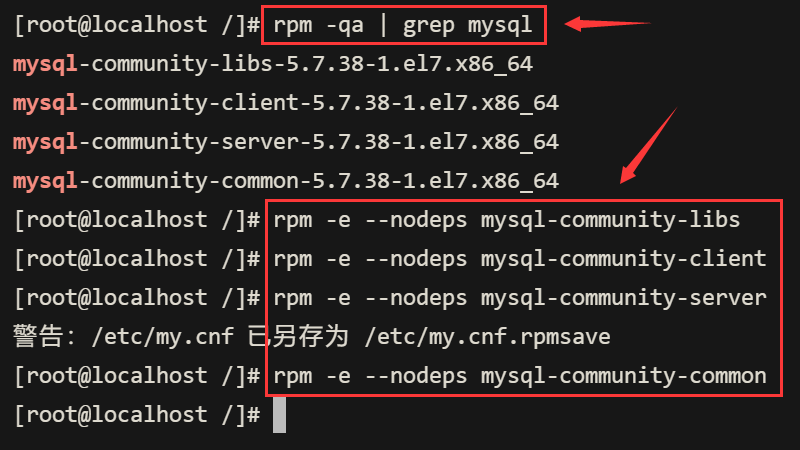 [root@localhost /]# rpm -qa | grep mysql
mysql-community-libs-5.7.38-1.el7.x86_64
mysql-community-client-5.7.38-1.el7.x86_64
mysql-community-server-5.7.38-1.el7.x86_64
mysql-community-common-5.7.38-1.el7.x86_64
[root@localhost /]# rpm -e --nodeps mysql-community-libs
[root@localhost /]# rpm -e --nodeps mysql-community-client
[root@localhost /]# rpm -e --nodeps mysql-community-server
警告：/etc/my.cnf 已另存为 /etc/my.cnf.rpmsave
[root@localhost /]# rpm -e --nodeps mysql-community-common
[root@localhost /]#